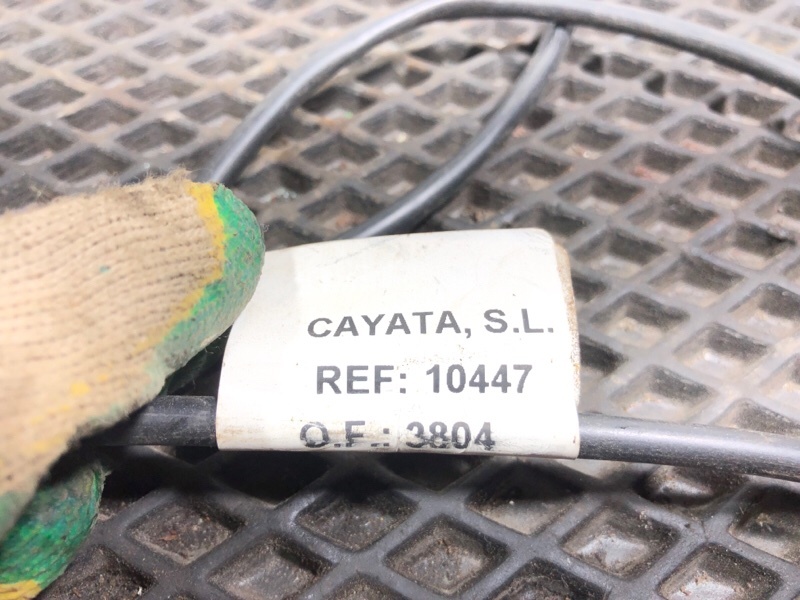 CAYATA, S.L.
REF: 10447
O.F.: 3804